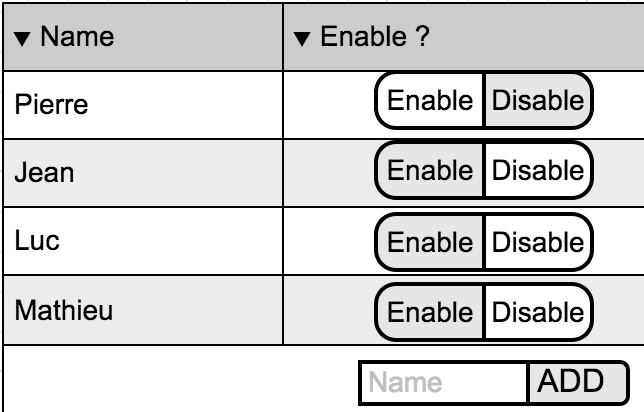 ▼ Name ▼ Enable ?
Pierre Enable Disable
Jean Enable Disable
Luc Enable Disable
Mathieu Enable Disable
Name ADD